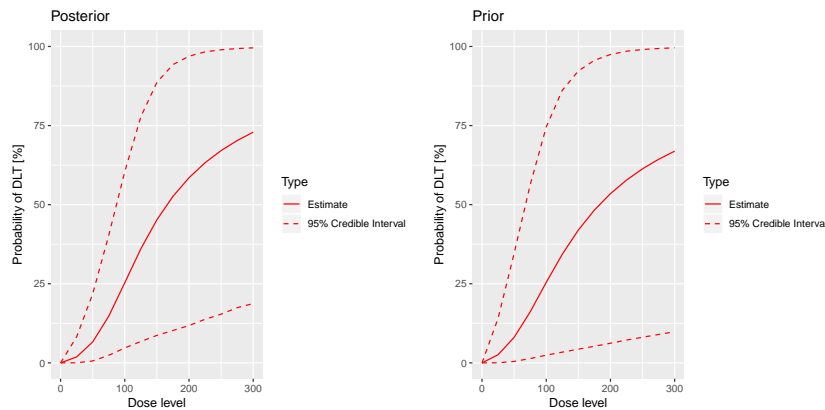 Posterior
100
75
50
25
0
Probability of DLT [%]
0
100
200
300
Dose level
Type
Estimate
95% Credible Interval
Prior
100
75
50
25
0
Probability of DLT [%]
0
100
200
300
Dose level
Type
Estimate
95% Credible Interva